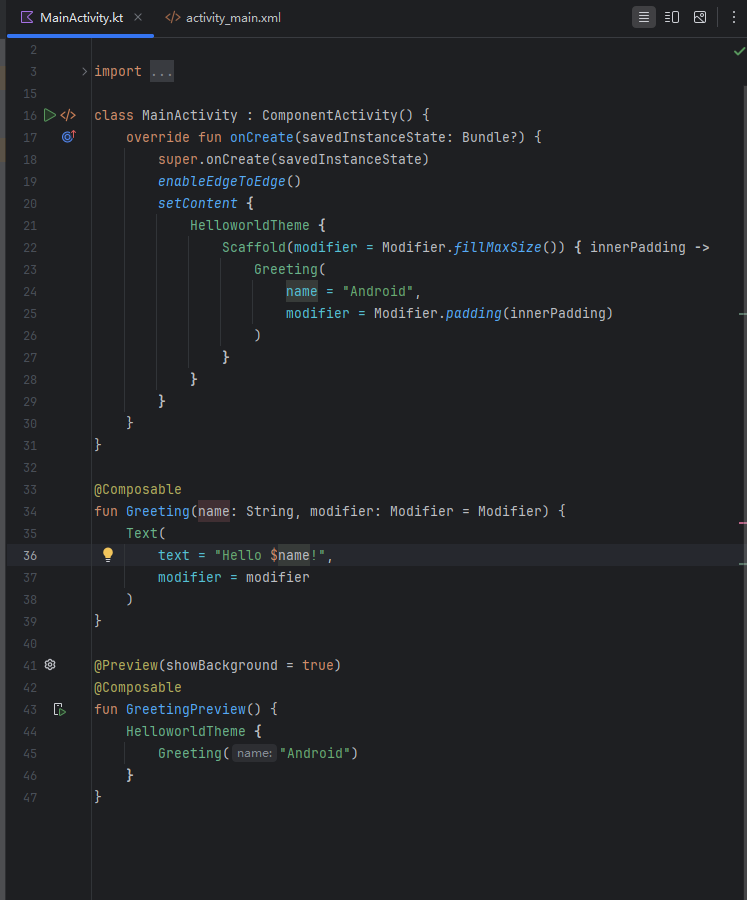 MainActivity.kt
activity_main.xml
2
3 import ...
15
16 class MainActivity : ComponentActivity() {
17     override fun onCreate(savedInstanceState: Bundle?) {
18         super.onCreate(savedInstanceState)
19         enableEdgeToEdge()
20         setContent {
21             HelloworldTheme {
22                 Scaffold(modifier = Modifier.fillMaxSize()) { innerPadding ->
23                     Greeting(
24                         name = "Android",
25                         modifier = Modifier.padding(innerPadding)
26                     )
27                 }
28             }
29         }
30     }
31 }
32
33 @Composable
34 fun Greeting(name: String, modifier: Modifier = Modifier) {
35     Text(
36         text = "Hello $name!",
37         modifier = modifier
38     )
39 }
40
41 @Preview(showBackground = true)
42 @Composable
43 fun GreetingPreview() {
44     HelloworldTheme {
45         Greeting( name: "Android")
46     }
47 }